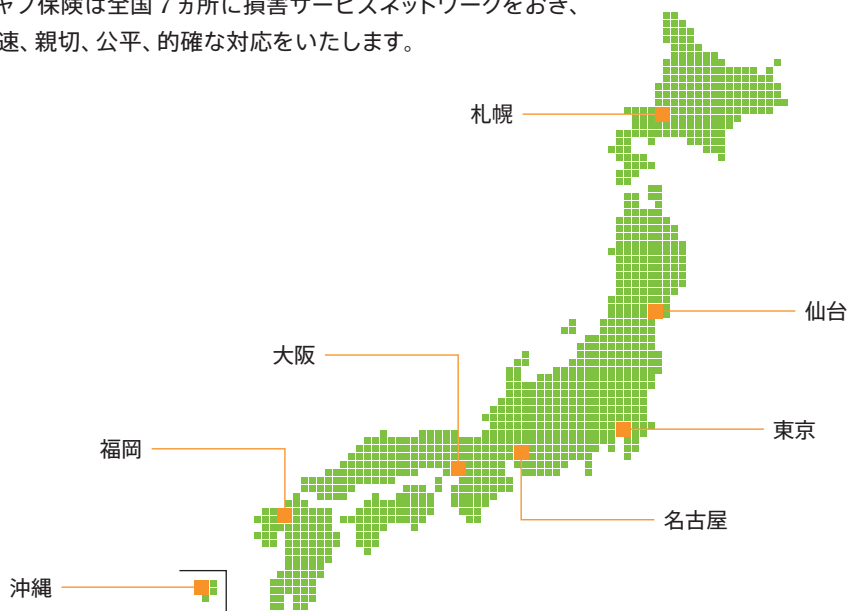 ャブ保険は全国7ヵ所に損害サービスネットワークをおき、
速、親切、公平、的確な対応をいたします。
札幌
仙台
大阪
東京
福岡
名古屋
沖縄